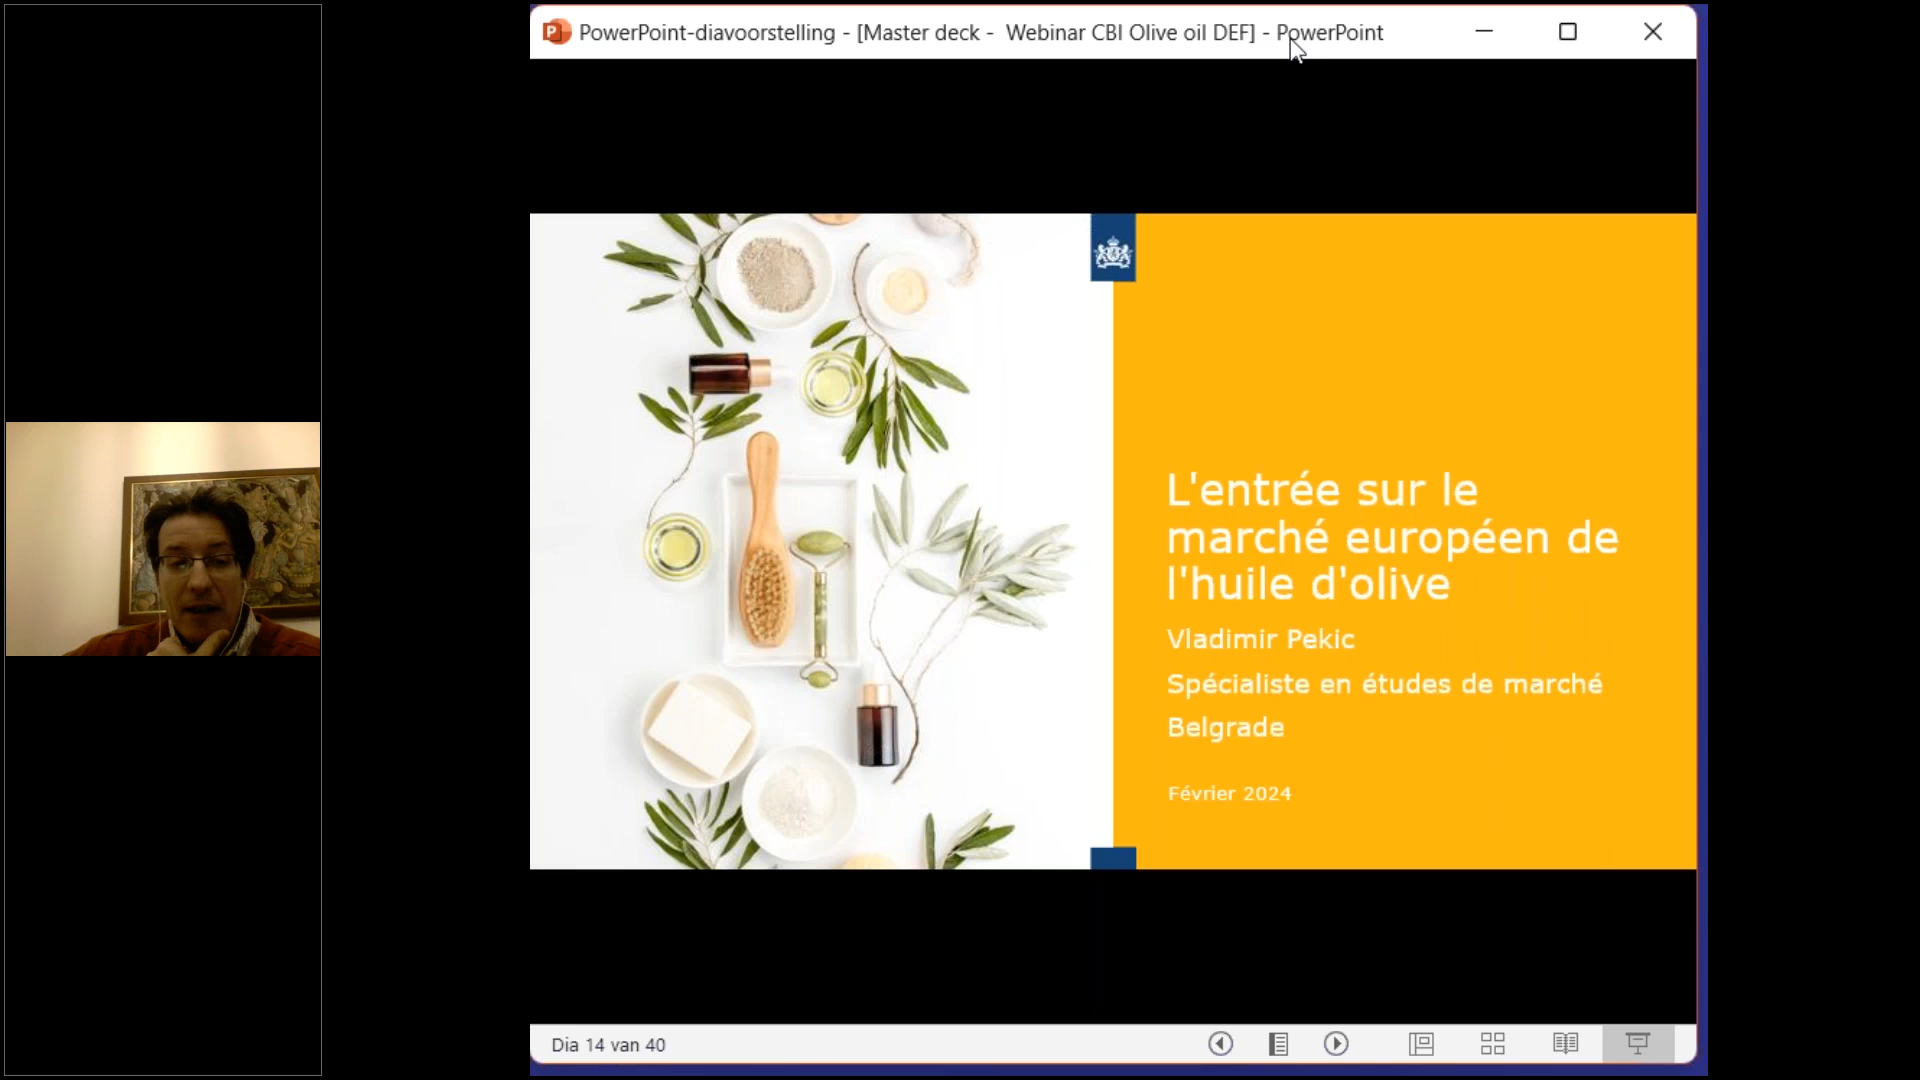 PowerPoint-diavoorstelling - [Master deck -  Webinar CBI Olive oil DEF] - PowerPoint
L'entrée sur le
marché européen de
l'huile d'olive
Vladimir Pekic
Spécialiste en études de marché
Belgrade
Février 2024
Dia 14 van 40